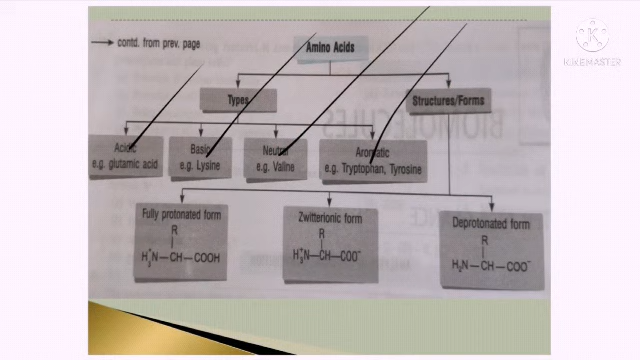 contd. from prev. page
Amino Acids
Types
Structures/Forms
Acidic
e.g. glutamic acid
Basic
e.g. Lysine
Neutral
e.g. Valine
Aromatic
e.g. Tryptophan, Tyrosine
Fully protonated form
R
H₃⁺N—CH—COOH
Zwitterionic form
R
H₃⁺N—CH—COO⁻
Deprotonated form
R
H₂N—CH—COO⁻
KINEMASTER